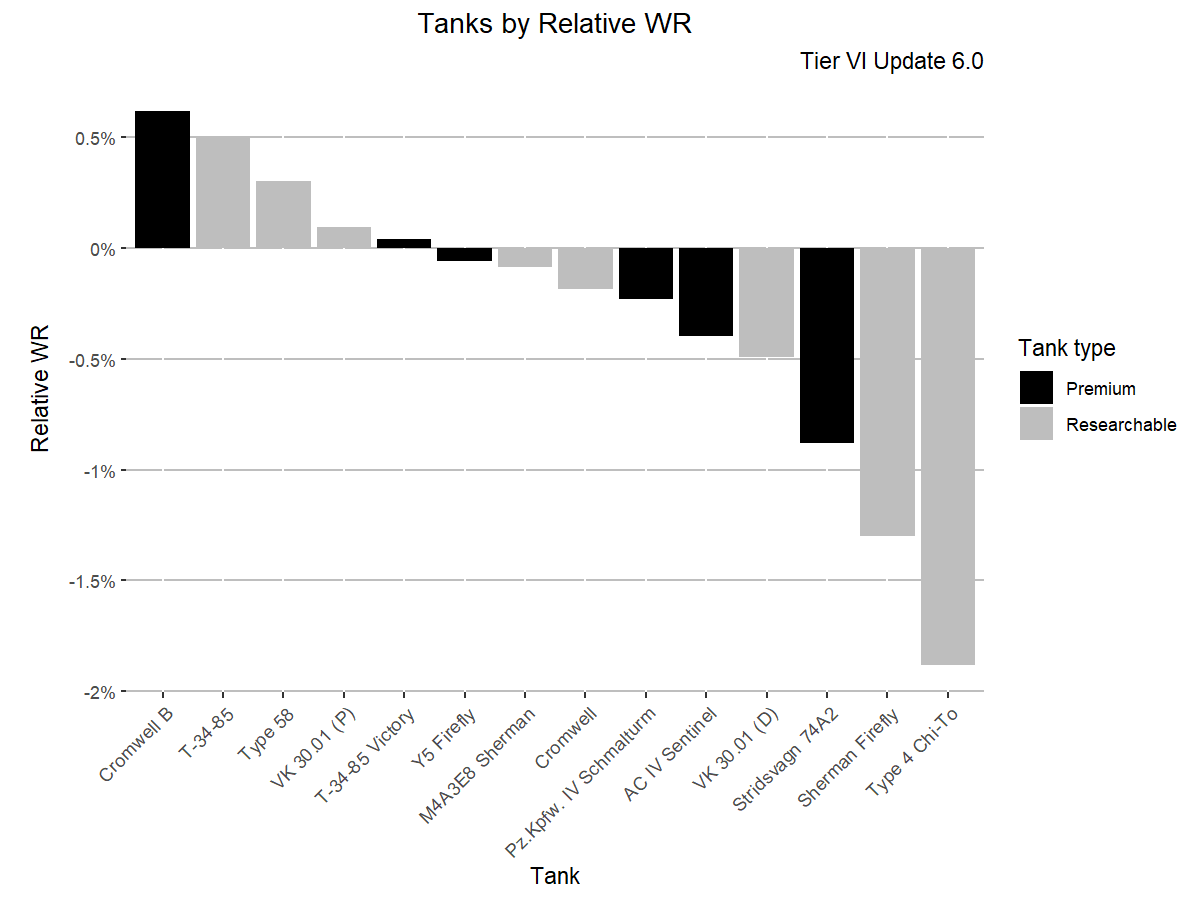 Tanks by Relative WR
Tier VI Update 6.0
Relative WR
0.5%
0%
-0.5%
-1%
-1.5%
-2%
Cromwell B
T-34-85
Type 58
VK 30.01 (P)
T-34-85 Victory
Y5 Firefly
M4A3E8 Sherman
Cromwell
Pz.Kpfw. IV Schmalturm
AC IV Sentinel
VK 30.01 (D)
Stridsvagn 74A2
Sherman Firefly
Type 4 Chi-To
Tank
Tank type
Premium
Researchable